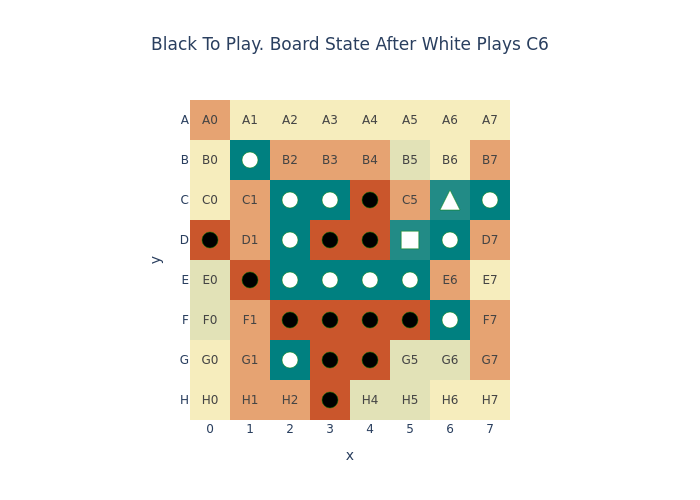 Black To Play. Board State After White Plays C6
A A0 A1 A2 A3 A4 A5 A6 A7
B B0 B2 B3 B4 B5 B6 B7
C C0 C1 C5
D D1 D7
E E0 E6 E7
F F0 F1 F7
G G0 G1 G5 G6 G7
H H0 H1 H2 H4 H5 H6 H7
0 1 2 3 4 5 6 7
y
x